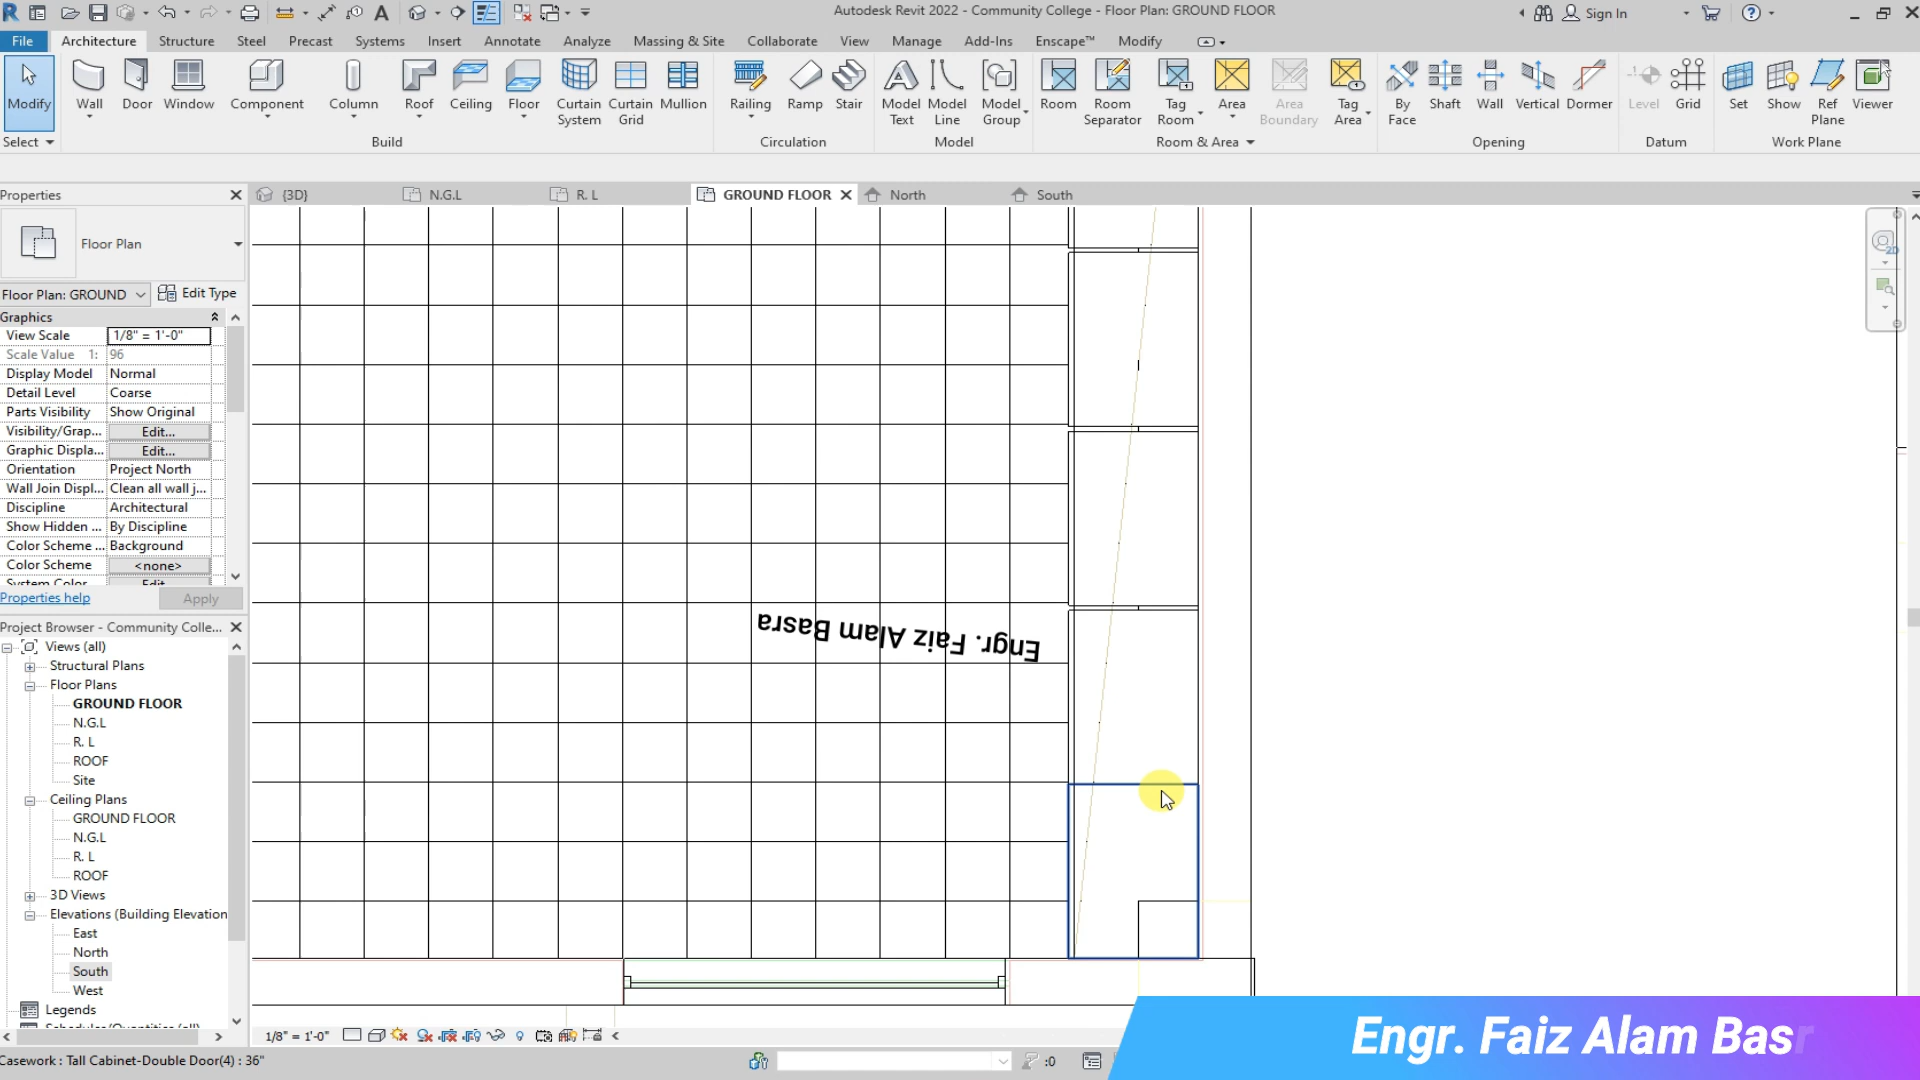 Autodesk Revit 2022 - Community College - Floor Plan: GROUND FLOOR
Sign In
File Architecture Structure Steel Precast Systems Insert Annotate Analyze Massing & Site Collaborate View Manage Add-Ins Enscape™ Modify
Modify Wall Door Window Component Column Roof Ceiling Floor Curtain System Curtain Grid Mullion Railing Ramp Stair Model Text Model Line Model Group Room Room Separator Tag Room Area Area Boundary Tag Area By Face Shaft Wall Vertical Dormer Level Grid Set Show Ref Plane Viewer
Select Build Circulation Model Room & Area Opening Datum Work Plane
Properties
{3D} N.G.L R. L GROUND FLOOR North South
Floor Plan
Floor Plan: GROUND Edit Type
Graphics
View Scale 1/8" = 1'-0"
Scale Value 1: 96
Display Model Normal
Detail Level Coarse
Parts Visibility Show Original
Visibility/Grap... Edit...
Graphic Displa... Edit...
Orientation Project North
Wall Join Displ... Clean all wall j...
Discipline Architectural
Show Hidden ... By Discipline
Color Scheme ... Background
Color Scheme <none>
System Color Edit
Properties help Apply
Project Browser - Community Colle...
Views (all)
Structural Plans
Floor Plans
GROUND FLOOR
N.G.L
R. L
ROOF
Site
Ceiling Plans
GROUND FLOOR
N.G.L
R. L
ROOF
3D Views
Elevations (Building Elevation
East
North
South
West
Legends
Schedules/Quantities (all)
Engr. Faiz Alam Basra
1/8" = 1'-0"
Casework : Tall Cabinet-Double Door(4) : 36"
:0
Engr. Faiz Alam Basr